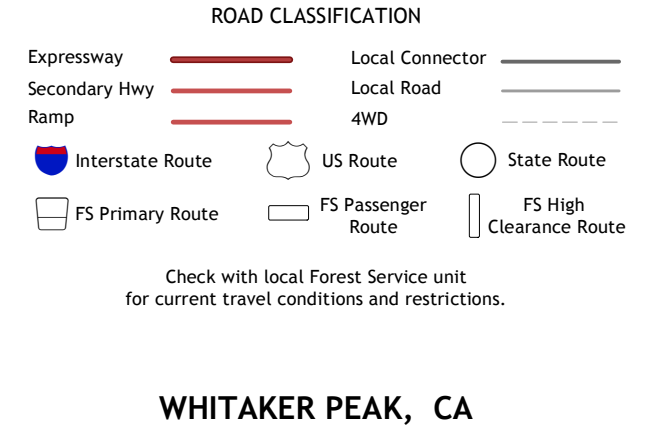 ROAD CLASSIFICATION
Expressway
Local Connector
Secondary Hwy
Local Road
Ramp
4WD
Interstate Route
US Route
State Route
FS Primary Route
FS Passenger
Route
FS High
Clearance Route
Check with local Forest Service unit
for current travel conditions and restrictions.
WHITAKER PEAK, CA